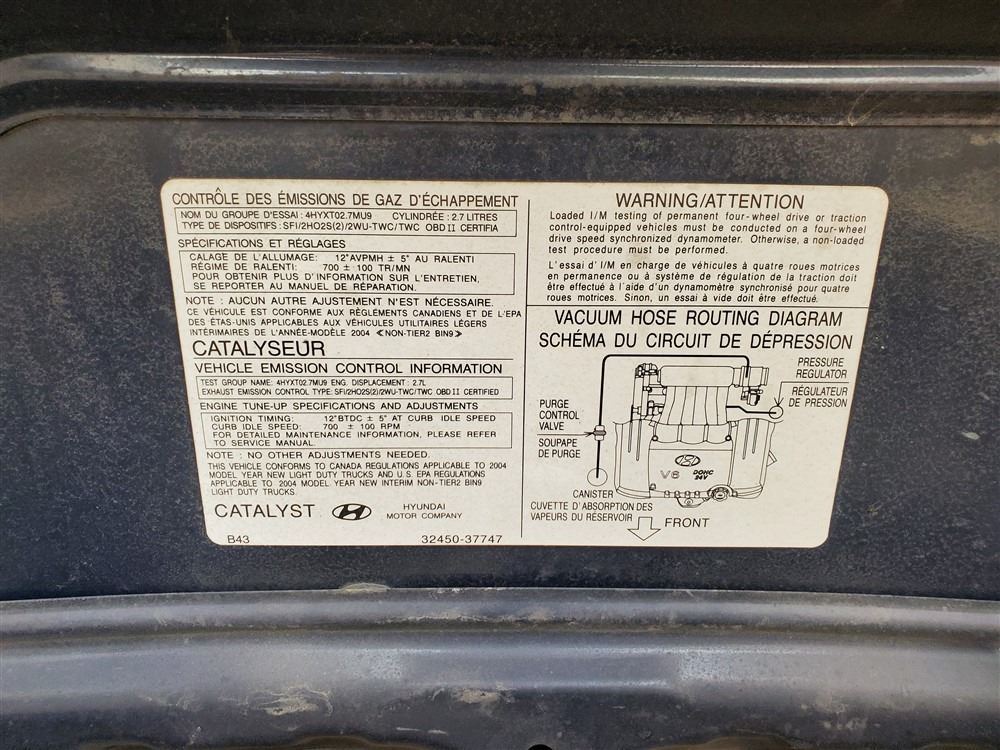 CONTRÔLE DES ÉMISSIONS DE GAZ D'ÉCHAPPEMENT
NOM DU GROUPE D'ESSAI : 4HYXT02.7MU9 CYLINDRÉE : 2.7 LITRES
TYPE DE DISPOSITIFS : SFI/2HO2S(2)/2WU-TWC/TWC OBD II CERTIFIA
SPÉCIFICATIONS ET RÉGLAGES
CALAGE DE L'ALLUMAGE: 12°AVPMH ± 5° AU RALENTI
RÉGIME DE RALENTI: 700 ± 100 TR/MN
POUR OBTENIR PLUS D'INFORMATION SUR L'ENTRETIEN,
SE REPORTER AU MANUEL DE RÉPARATION.
NOTE : AUCUN AUTRE AJUSTEMENT N'EST NÉCESSAIRE.
CE VÉHICULE EST CONFORME AUX RÈGLEMENTS CANADIENS ET DE L'EPA
DES ÉTAS-UNIS APPLICABLES AUX VÉHICULES UTILITAIRES LÉGERS
INTÉRIMAIRES DE L'ANNÉE-MODÈLE 2004 ≪NON-TIER2 BIN9≫
CATALYSEUR
VEHICLE EMISSION CONTROL INFORMATION
TEST GROUP NAME: 4HYXT02.7MU9 ENG. DISPLACEMENT : 2.7L
EXHAUST EMISSION CONTROL TYPE: SFI/2HO2S(2)/2WU-TWC/TWC OBD II CERTIFIED
ENGINE TUNE-UP SPECIFICATIONS AND ADJUSTMENTS
IGNITION TIMING: 12°BTDC ± 5° AT CURB IDLE SPEED
CURB IDLE SPEED: 700 ± 100 RPM
FOR DETAILED MAINTENANCE INFORMATION, PLEASE REFER
TO SERVICE MANUAL.
NOTE : NO OTHER ADJUSTMENTS NEEDED.
THIS VEHICLE CONFORMS TO CANADA REGULATIONS APPLICABLE TO 2004
MODEL YEAR NEW LIGHT DUTY TRUCKS AND U.S. EPA REGULATIONS
APPLICABLE TO 2004 MODEL YEAR NEW INTERIM NON-TIER2 BIN9
LIGHT DUTY TRUCKS.
CATALYST
HYUNDAI
MOTOR COMPANY
B43 32450-37747
WARNING/ATTENTION
Loaded I/M testing of permanent four-wheel drive or traction
control-equipped vehicles must be conducted on a four-wheel
drive speed synchronized dynamometer. Otherwise, a non-loaded
test procedure must be performed.
L'essai d'I/M en charge de véhicules à quatre roues motrices
en permanence ou à système de régulation de la traction doit
être effectué à l'aide d'un dynamomètre synchronisé pour quatre
roues motrices. Sinon, un essai à vide doit être effectué.
VACUUM HOSE ROUTING DIAGRAM
SCHÉMA DU CIRCUIT DE DÉPRESSION
PRESSURE
REGULATOR
RÉGULATEUR
DE PRESSION
PURGE
CONTROL
VALVE
SOUPAPE
DE PURGE
V6 DOHC
24V
CANISTER
CUVETTE D'ABSORPTION DES
VAPEURS DU RÉSERVOIR
FRONT